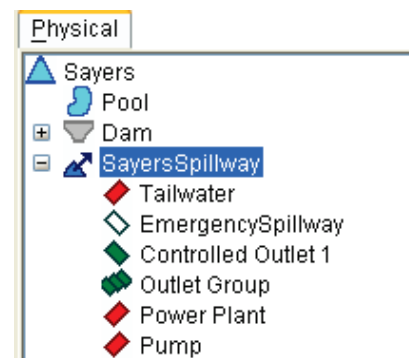 Physical
Sayers
Pool
Dam
SayersSpillway
Tailwater
EmergencySpillway
Controlled Outlet 1
Outlet Group
Power Plant
Pump